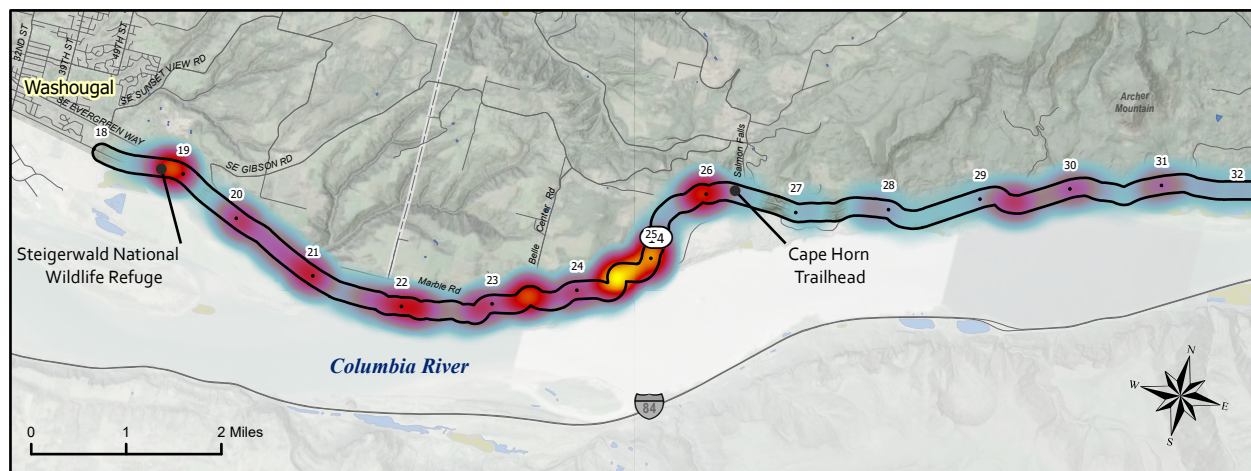 32ND ST
39TH ST
49TH ST
SE SUNSET VIEW RD
Washougal
SE EVERGREEN WAY
18
19
SE GIBSON RD
20
21
22
Marble Rd
23
Belle Center Rd
24
25
26
Salmon Falls
27
28
29
30
31
32
Archer
Mountain
Steigerwald National
Wildlife Refuge
Cape Horn
Trailhead
Columbia River
84
N
W
E
S
0 1 2 Miles